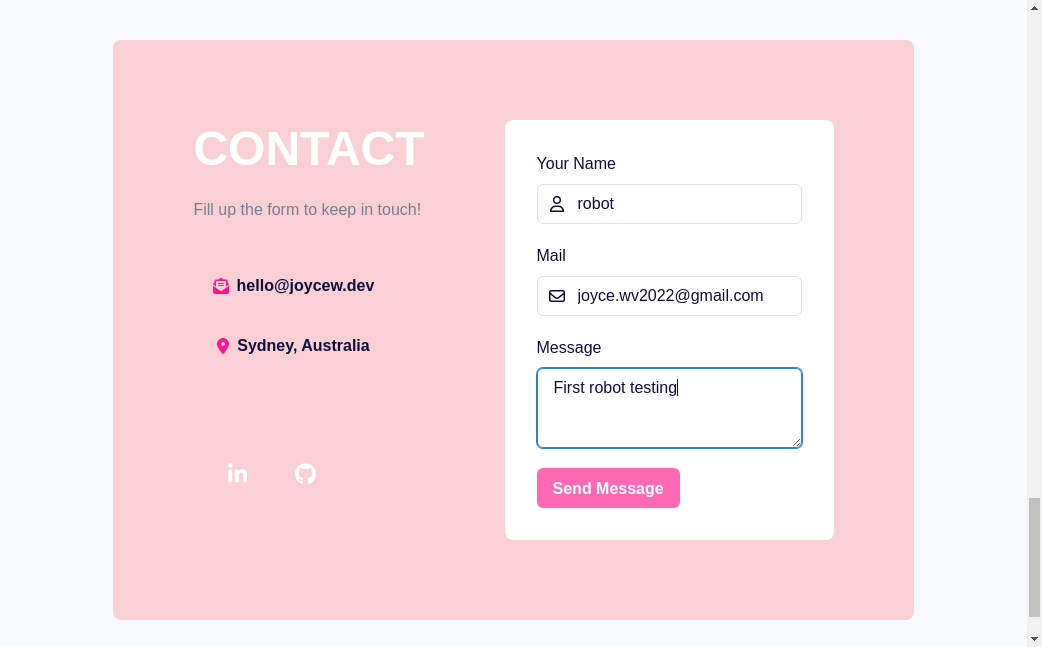 CONTACT
Fill up the form to keep in touch!
hello@joycew.dev
Sydney, Australia
in
Your Name
robot
Mail
joyce.wv2022@gmail.com
Message
First robot testing
Send Message